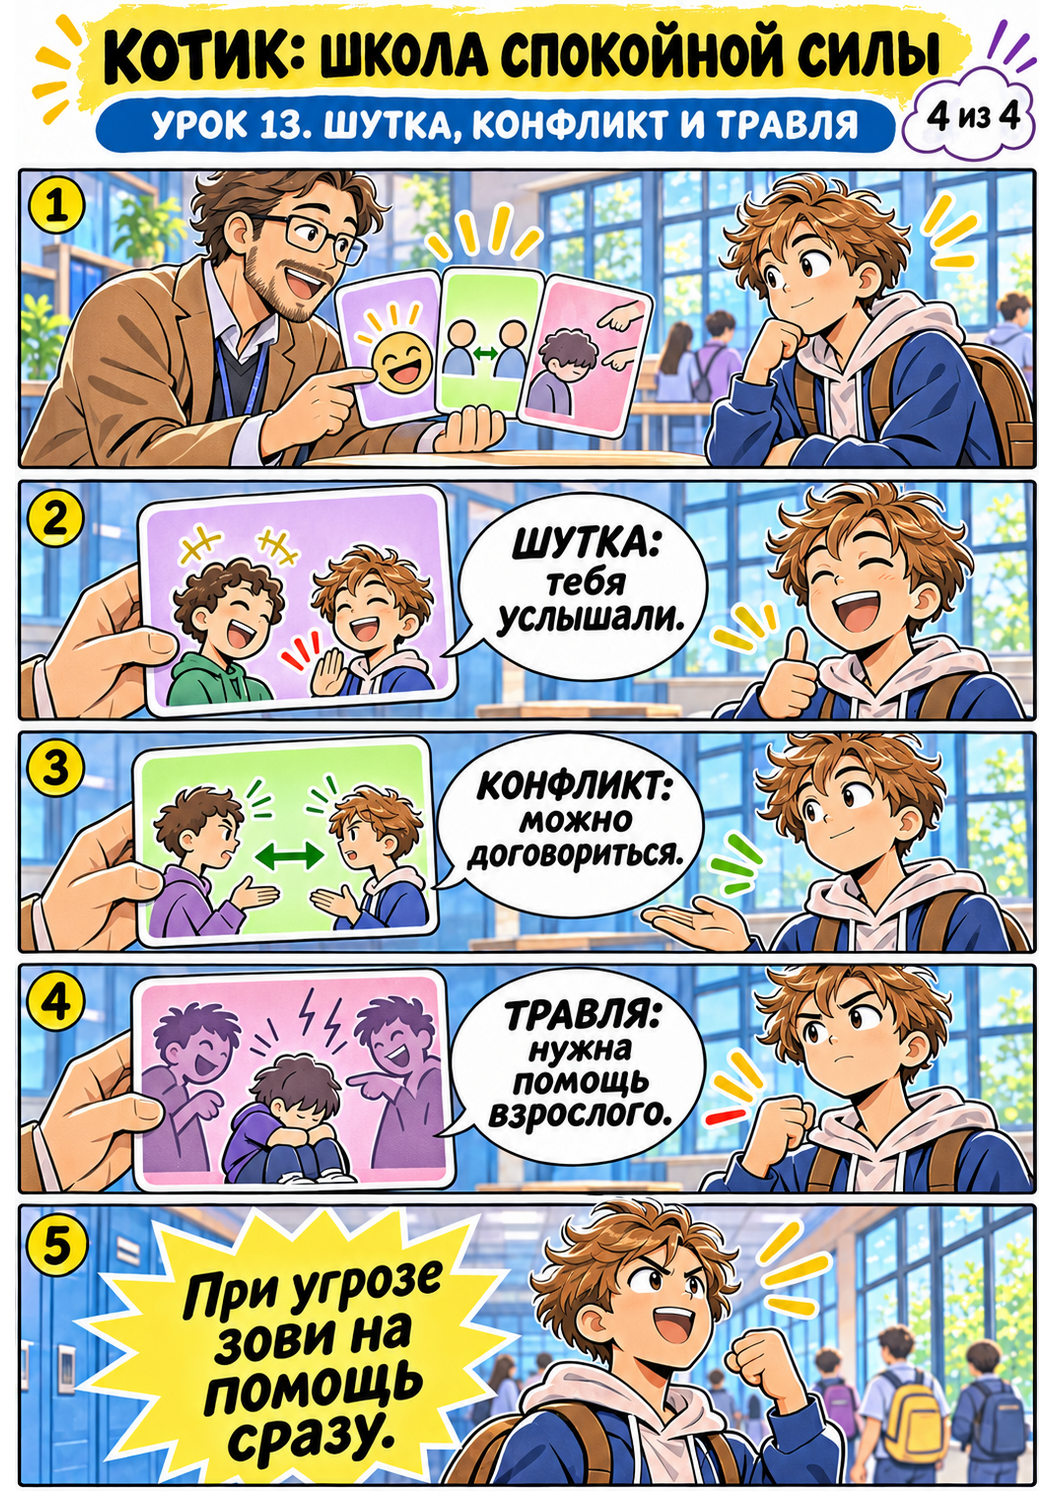 КОТИК: ШКОЛА СПОКОЙНОЙ СИЛЫ
УРОК 13. ШУТКА, КОНФЛИКТ И ТРАВЛЯ
4 из 4
1
2
ШУТКА:
тебя
услышали.
3
КОНФЛИКТ:
можно
договориться.
4
ТРАВЛЯ:
нужна
помощь
взрослого.
5
При угрозе
зови на
помощь
сразу.